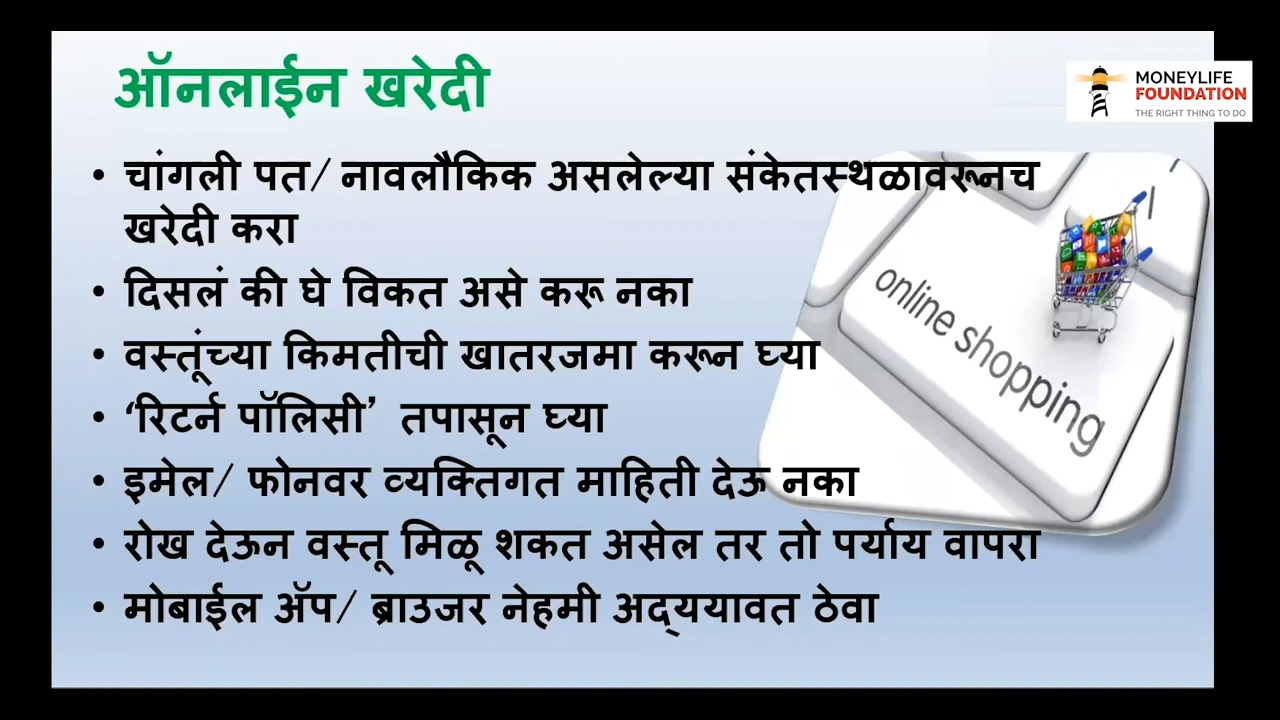 ऑनलाईन खरेदी
MONEYLIFE
FOUNDATION
THE RIGHT THING TO DO
• चांगली पत/ नावलौकिक असलेल्या संकेतस्थळावरूनच
खरेदी करा
• दिसलं की घे विकत असे करू नका
• वस्तूंच्या किमतीची खातरजमा करून घ्या
• ‘रिटर्न पॉलिसी’ तपासून घ्या
• इमेल/ फोनवर व्यक्तिगत माहिती देऊ नका
• रोख देऊन वस्तू मिळू शकत असेल तर तो पर्याय वापरा
• मोबाईल ॲप/ ब्राउजर नेहमी अद्ययावत ठेवा
online shopping